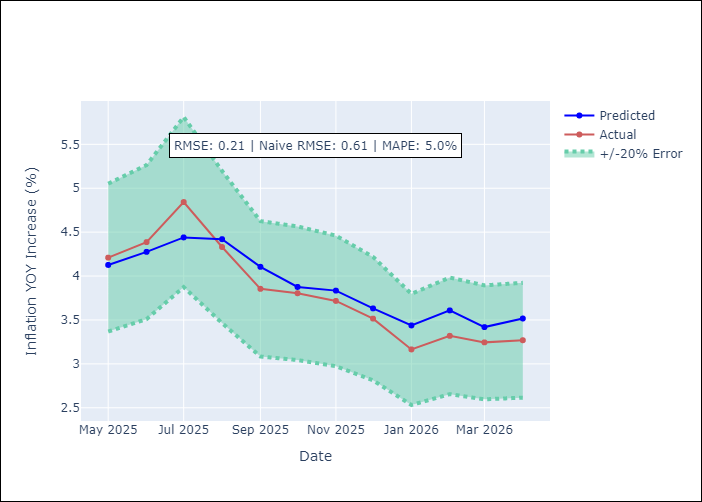 RMSE: 0.21 | Naive RMSE: 0.61 | MAPE: 5.0%
Predicted
Actual
+/-20% Error
Inflation YOY Increase (%)
5.5
5
4.5
4
3.5
3
2.5
May 2025
Jul 2025
Sep 2025
Nov 2025
Jan 2026
Mar 2026
Date